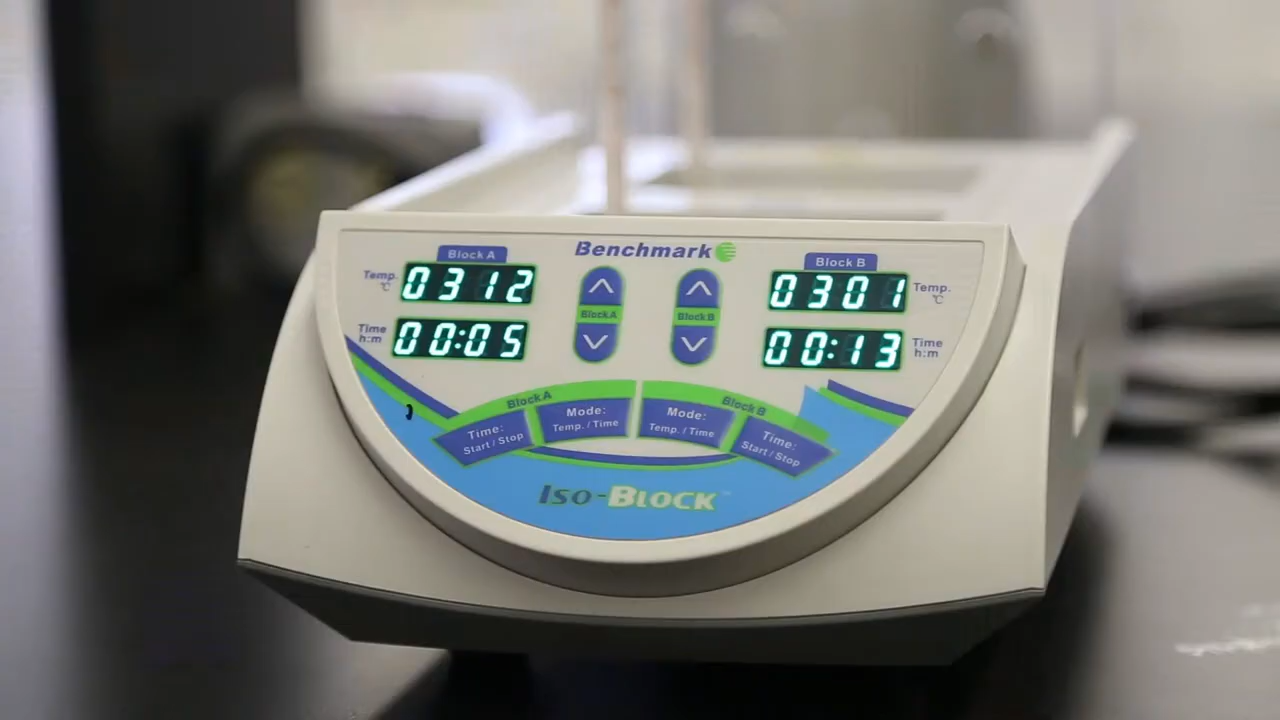 Benchmark
Block A
Temp. 0312
°C
Time 00:05
h:m
Block A
Block B
Block B
0301 Temp.
°C
00:13 Time
h:m
Block A
Time:
Start / Stop
Mode:
Temp. / Time
Block B
Mode:
Temp. / Time
Time:
Start / Stop
Iso-Block™